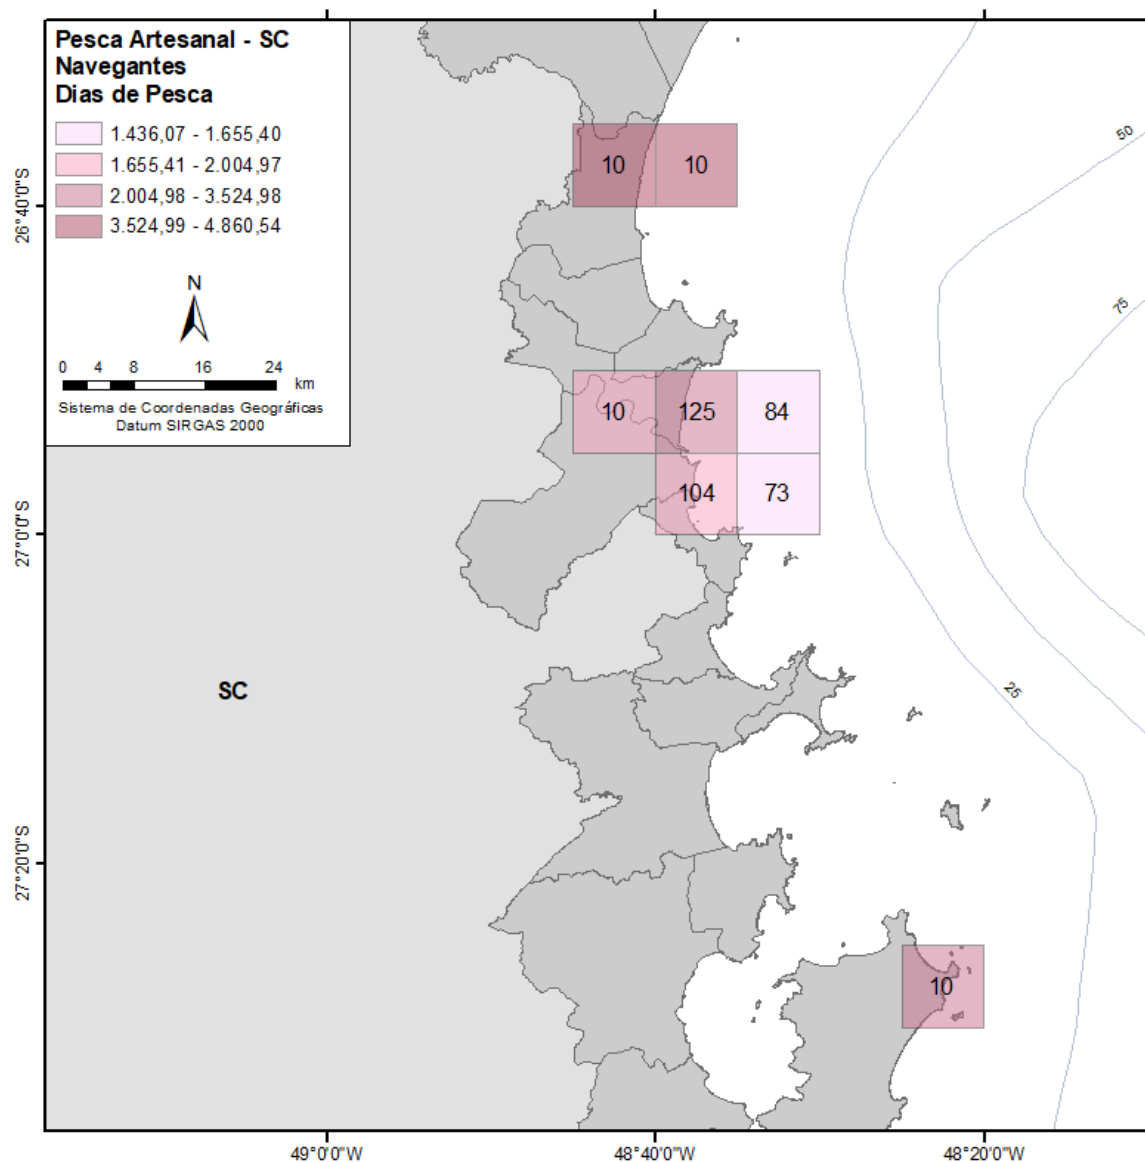 Pesca Artesanal - SC
Navegantes
Dias de Pesca
1.436,07 - 1.655,40
1.655,41 - 2.004,97
2.004,98 - 3.524,98
3.524,99 - 4.860,54
N
0 4 8 16 24
km
Sistema de Coordenadas Geográficas
Datum SIRGAS 2000
50
10 10
26°40'0"S
75
10 125 84
104 73
27°0'0"S
SC
25
27°20'0"S
10
49°0'0"W 48°40'0"W 48°20'0"W